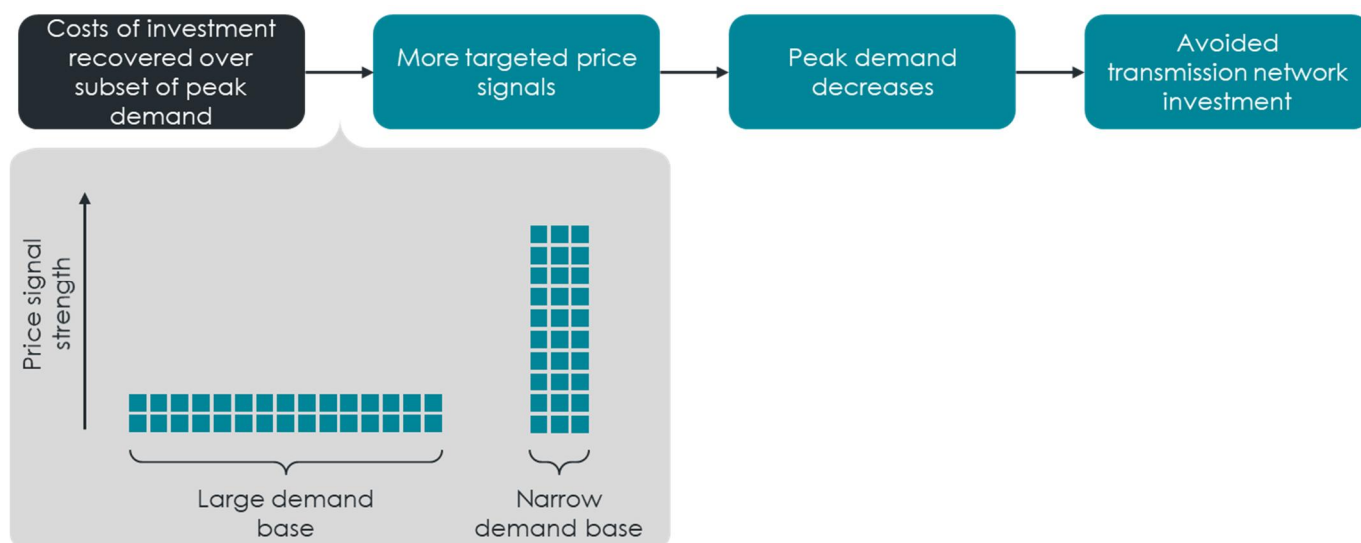 Costs of investment
recovered over
subset of peak
demand
More targeted price
signals
Peak demand
decreases
Avoided
transmission network
investment
Price signal
strength
Large demand
base
Narrow
demand base